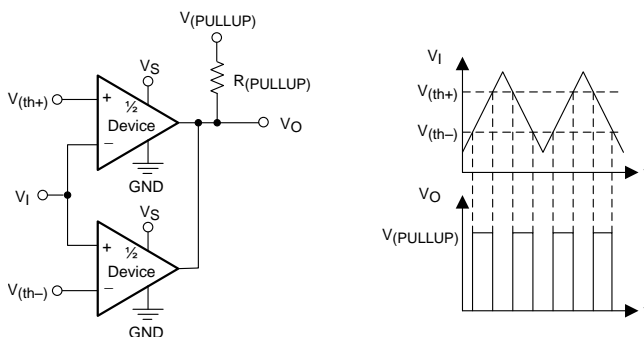 V(PULLUP)
VS
R(PULLUP)
V(th+)
+
½
Device
−
VO
GND
VI
VS
+
½
Device
V(th−)
−
GND
VI
V(th+)
V(th−)
VO
V(PULLUP)